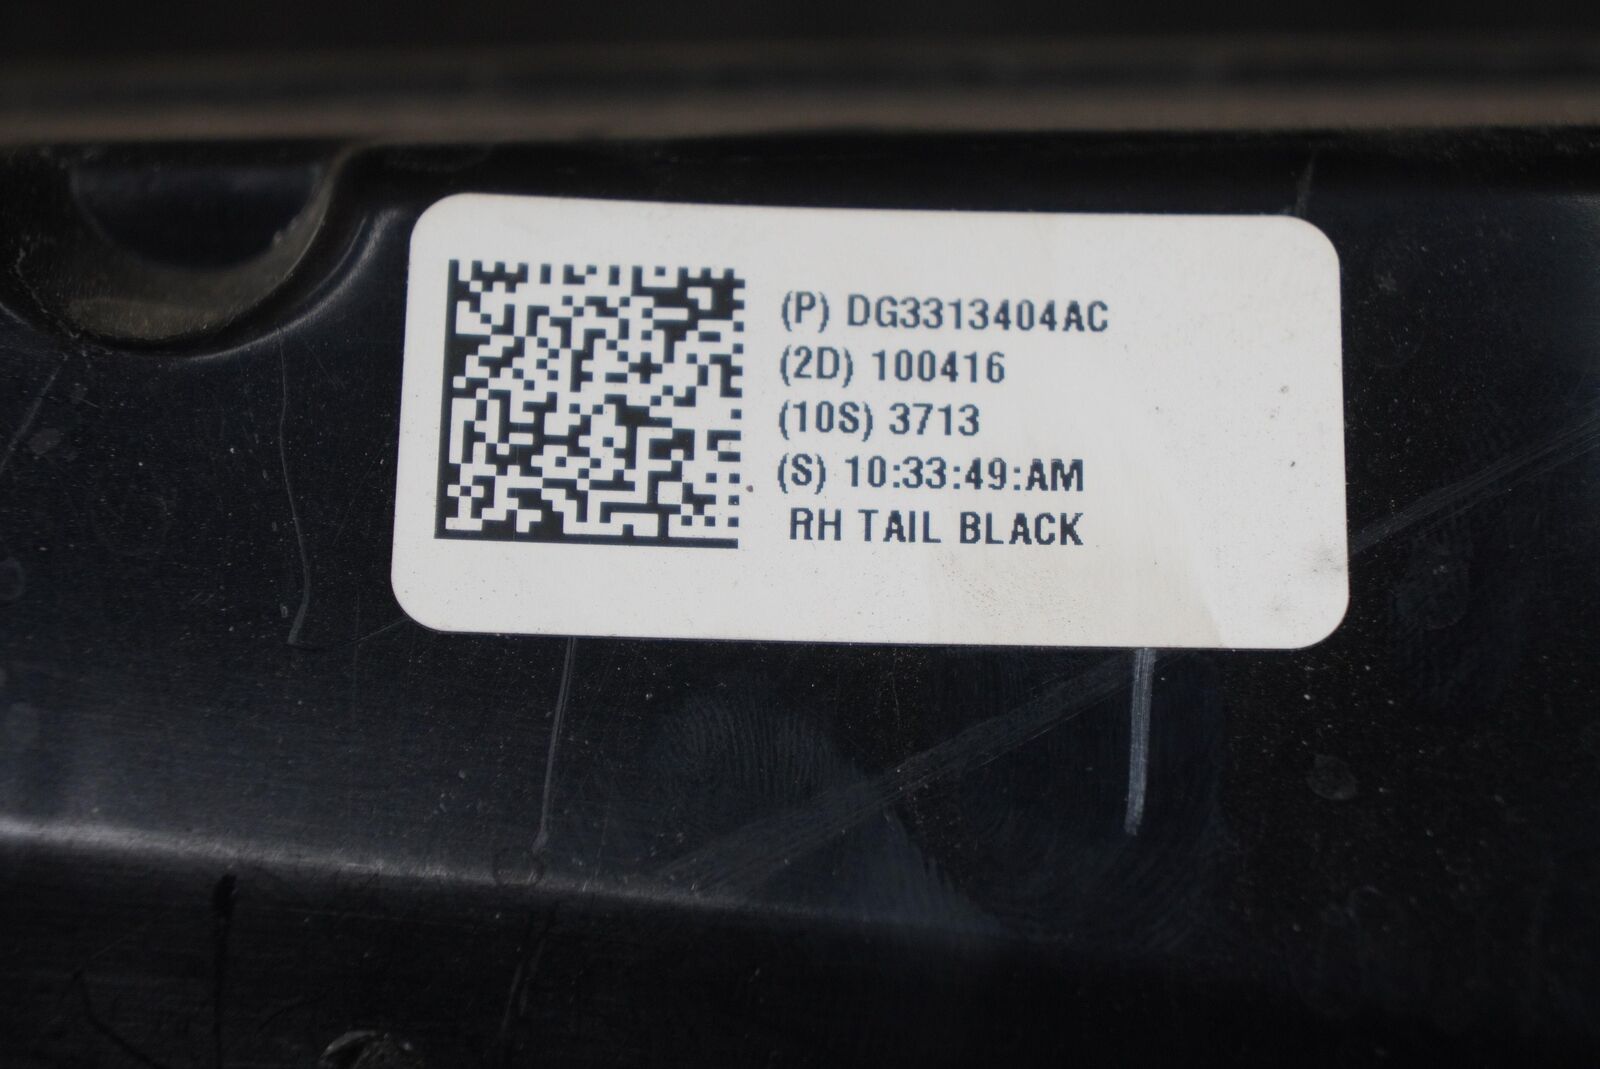 (P) DG3313404AC
(2D) 100416
(10S) 3713
(S) 10:33:49:AM
RH TAIL BLACK